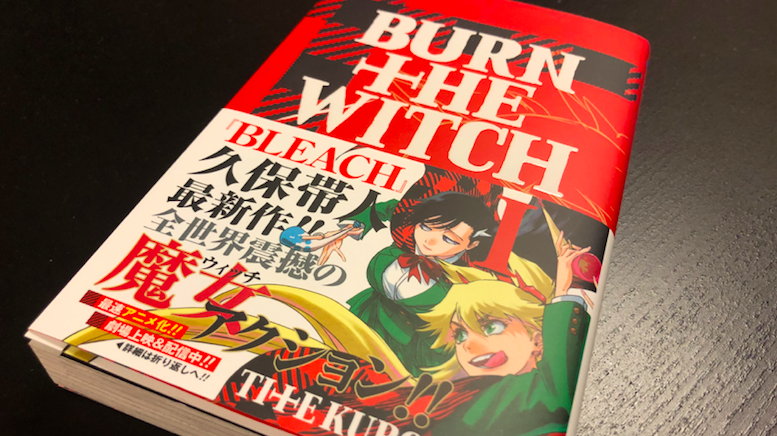 BURN
THE
WITCH
I
『BLEACH』
久保帯人
最新作!!
全世界震撼の
魔女
ウィッチ
アクション!!
最速アニメ化!!
劇場上映&配信中!!
◀詳細は折り返しへ!!
TITE KUBO